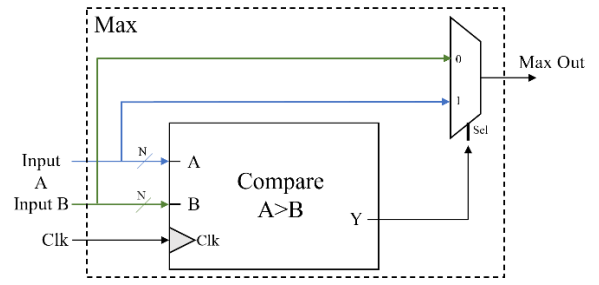 Max
0
Max Out
1
Sel
Input
A
N
A
Compare
A>B
Input B
N
B
Y
Clk
Clk